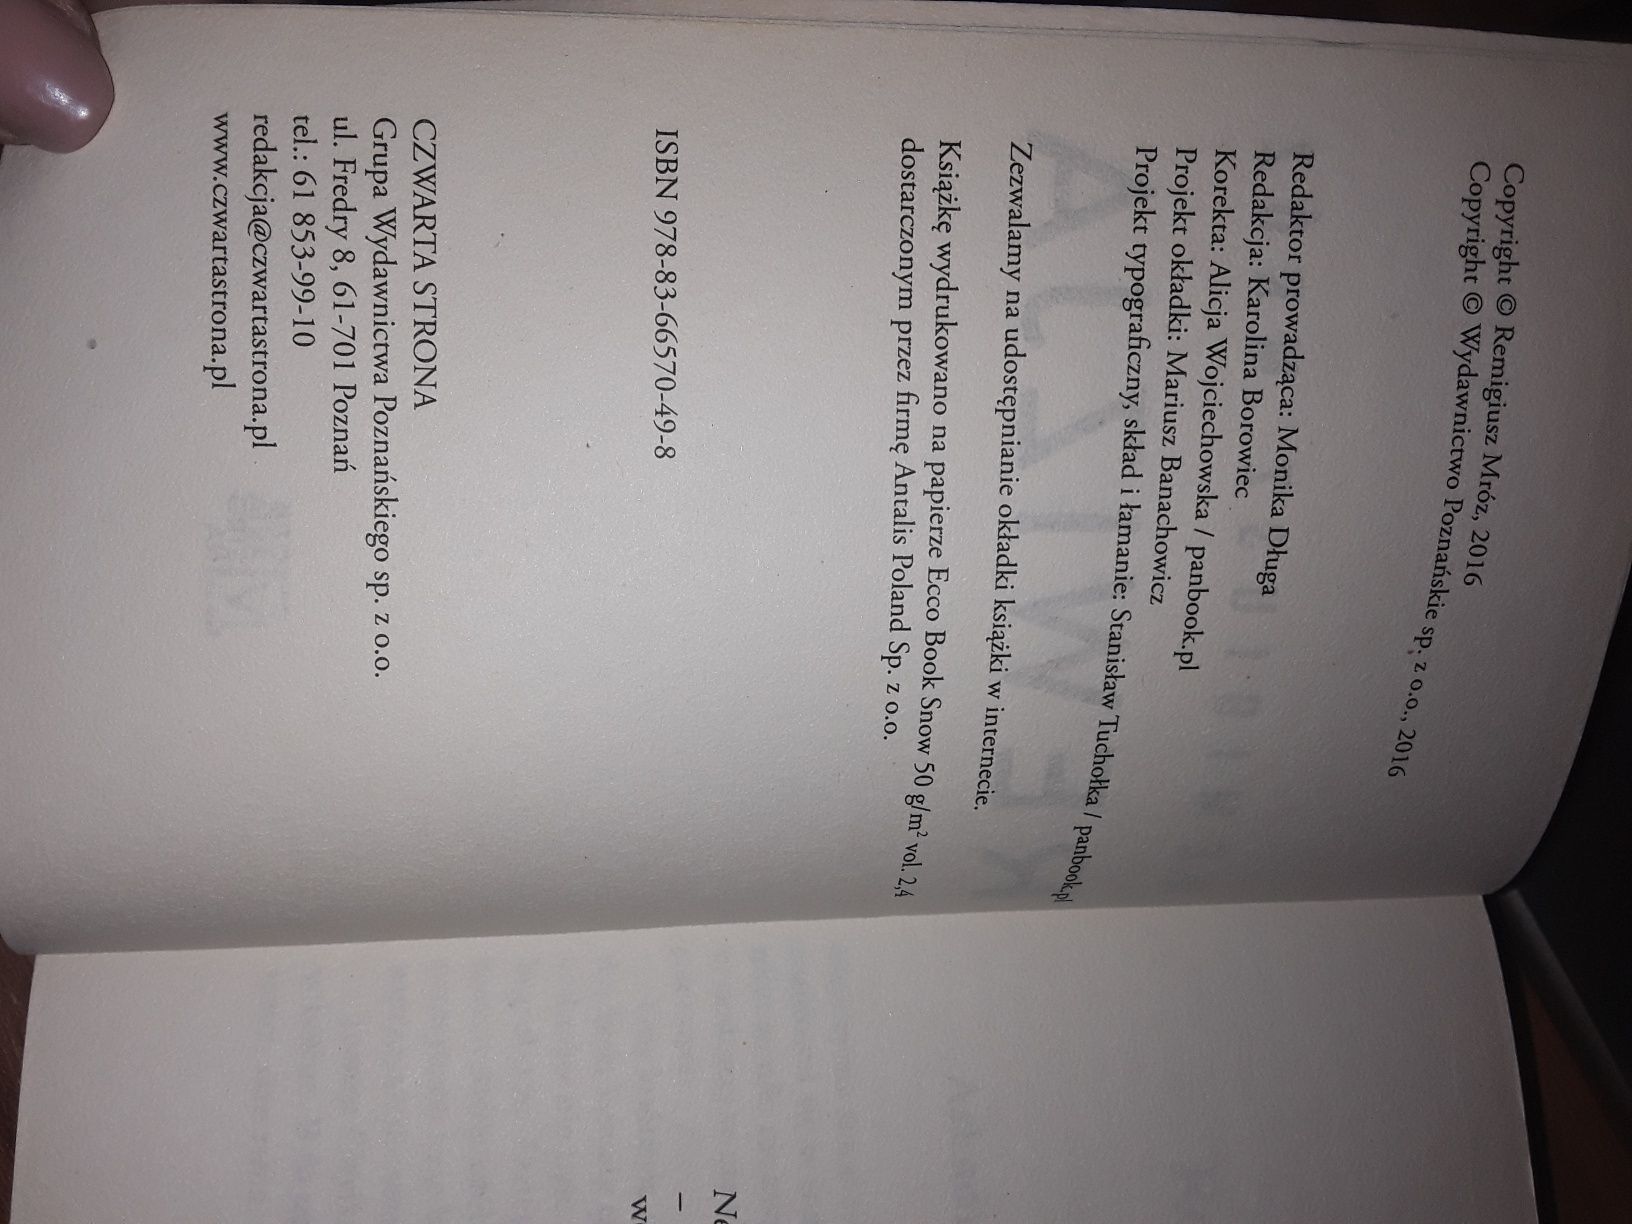 Copyright © Remigiusz Mróz, 2016
Copyright © Wydawnictwo Poznańskie sp. z o.o., 2016
Redaktor prowadząca: Monika Długa
Redakcja: Karolina Borowiec
Korekta: Alicja Wojciechowska / panbook.pl
Projekt okładki: Mariusz Banachowicz
Projekt typograficzny, skład i łamanie: Stanisław Tuchołka / panbook.pl
Zezwalamy na udostępnianie okładki książki w internecie.
Książkę wydrukowano na papierze Ecco Book Snow 50 g/m² vol. 2,4
dostarczonym przez firmę Antalis Poland Sp. z o.o.
ISBN 978-83-66570-49-8
CZWARTA STRONA
Grupa Wydawnictwa Poznańskiego sp. z o.o.
ul. Fredry 8, 61-701 Poznań
tel.: 61 853-99-10
redakcja@czwartastrona.pl
www.czwartastrona.pl
–